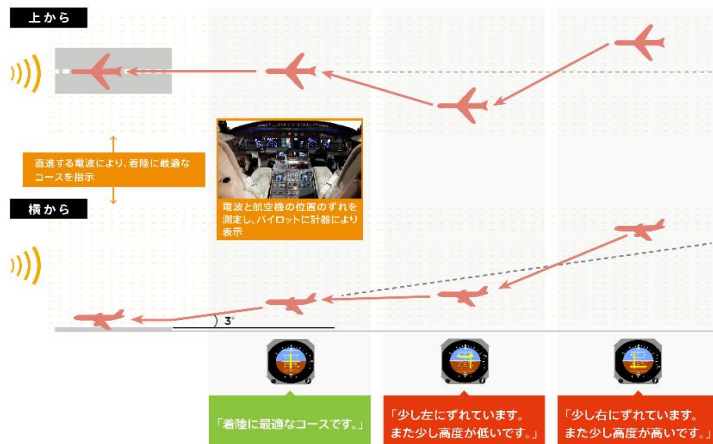 上から
直進する電波により、着陸に最適な
コースを指示
電波と航空機の位置のずれを
測定し、パイロットに計器により
表示
横から
3°
「着陸に最適なコースです。」
「少し左にずれています。
また少し高度が低いです。」
「少し右にずれています。
また少し高度が高いです。」